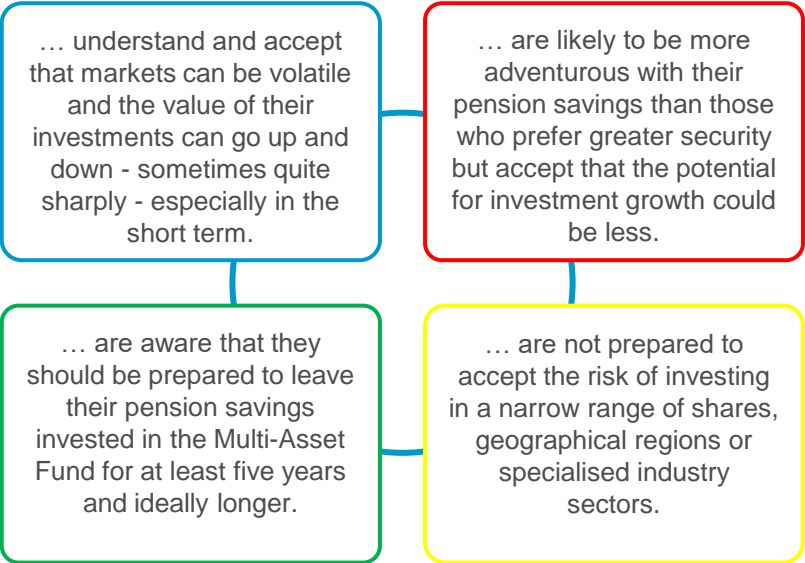 … understand and accept
that markets can be volatile
and the value of their
investments can go up and
down - sometimes quite
sharply - especially in the
short term.
… are likely to be more
adventurous with their
pension savings than those
who prefer greater security
but accept that the potential
for investment growth could
be less.
… are aware that they
should be prepared to leave
their pension savings
invested in the Multi-Asset
Fund for at least five years
and ideally longer.
… are not prepared to
accept the risk of investing
in a narrow range of shares,
geographical regions or
specialised industry
sectors.